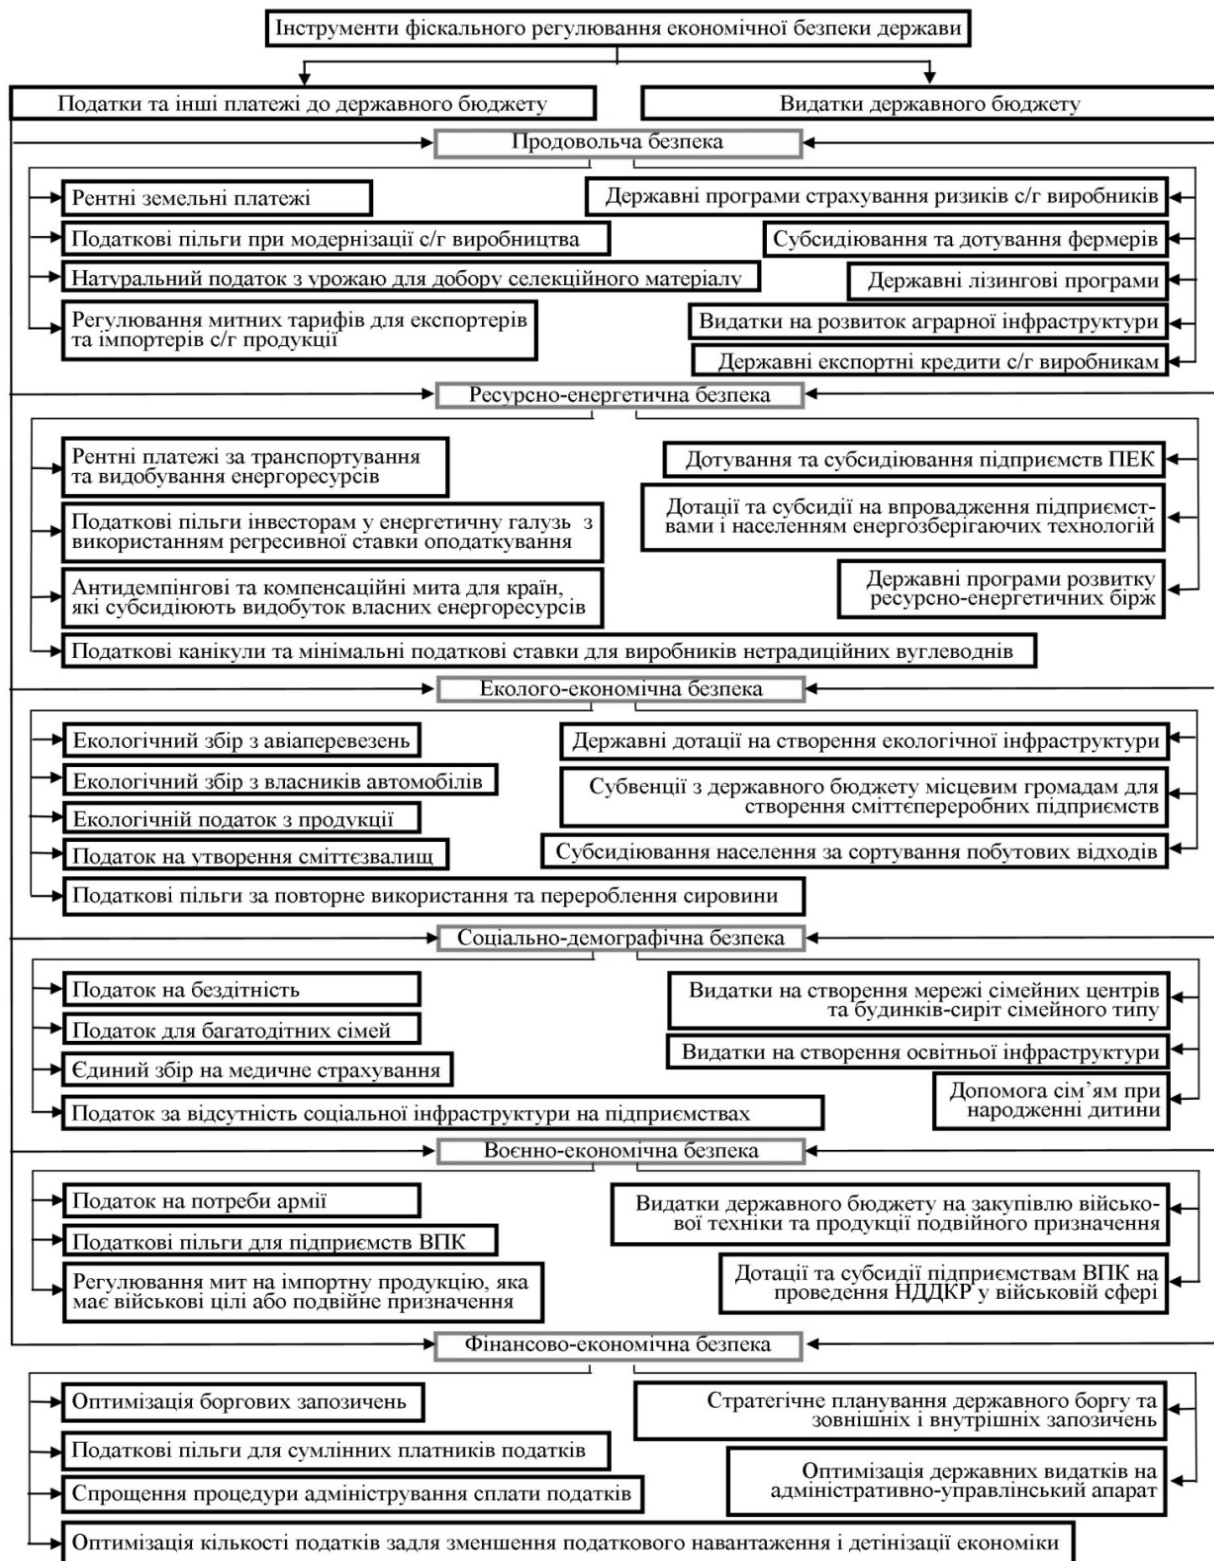 Інструменти фіскального регулювання економічної безпеки держави
Податки та інші платежі до державного бюджету
Видатки державного бюджету
Продовольча безпека
Рентні земельні платежі
Податкові пільги при модернізації с/г виробництва
Натуральний податок з урожаю для добору селекційного матеріалу
Регулювання митних тарифів для експортерів
та імпортерів с/г продукції
Державні програми страхування ризиків с/г виробників
Субсидіювання та дотування фермерів
Державні лізингові програми
Видатки на розвиток аграрної інфраструктури
Державні експортні кредити с/г виробникам
Ресурсно-енергетична безпека
Рентні платежі за транспортування
та видобування енергоресурсів
Податкові пільги інвесторам у енергетичну галузь з
використанням регресивної ставки оподаткування
Антидемпінгові та компенсаційні мита для країн,
які субсидіюють видобуток власних енергоресурсів
Податкові канікули та мінімальні податкові ставки для виробників нетрадиційних вуглеводнів
Дотування та субсидіювання підприємств ПЕК
Дотації та субсидії на впровадження підприємст-
вами і населенням енергозберігаючих технологій
Державні програми розвитку
ресурсно-енергетичних бірж
Еколого-економічна безпека
Екологічний збір з авіаперевезень
Екологічний збір з власників автомобілів
Екологічній податок з продукції
Податок на утворення сміттєзвалищ
Податкові пільги за повторне використання та перероблення сировини
Державні дотації на створення екологічної інфраструктури
Субвенції з державного бюджету місцевим громадам для
створення сміттєпереробних підприємств
Субсидіювання населення за сортування побутових відходів
Соціально-демографічна безпека
Податок на бездітність
Податок для багатодітних сімей
Єдиний збір на медичне страхування
Податок за відсутність соціальної інфраструктури на підприємствах
Видатки на створення мережі сімейних центрів
та будинків-сиріт сімейного типу
Видатки на створення освітньої інфраструктури
Допомога сім’ям при
народженні дитини
Воєнно-економічна безпека
Податок на потреби армії
Податкові пільги для підприємств ВПК
Регулювання мит на імпортну продукцію, яка
має військові цілі або подвійне призначення
Видатки державного бюджету на закупівлю військо-
вої техніки та продукції подвійного призначення
Дотації та субсидії підприємствам ВПК на
проведення НДДКР у військовій сфері
Фінансово-економічна безпека
Оптимізація боргових запозичень
Податкові пільги для сумлінних платників податків
Спрощення процедури адміністрування сплати податків
Оптимізація кількості податків задля зменшення податкового навантаження і детінізації економіки
Стратегічне планування державного боргу та
зовнішніх і внутрішніх запозичень
Оптимізація державних видатків на
адміністративно-управлінський апарат